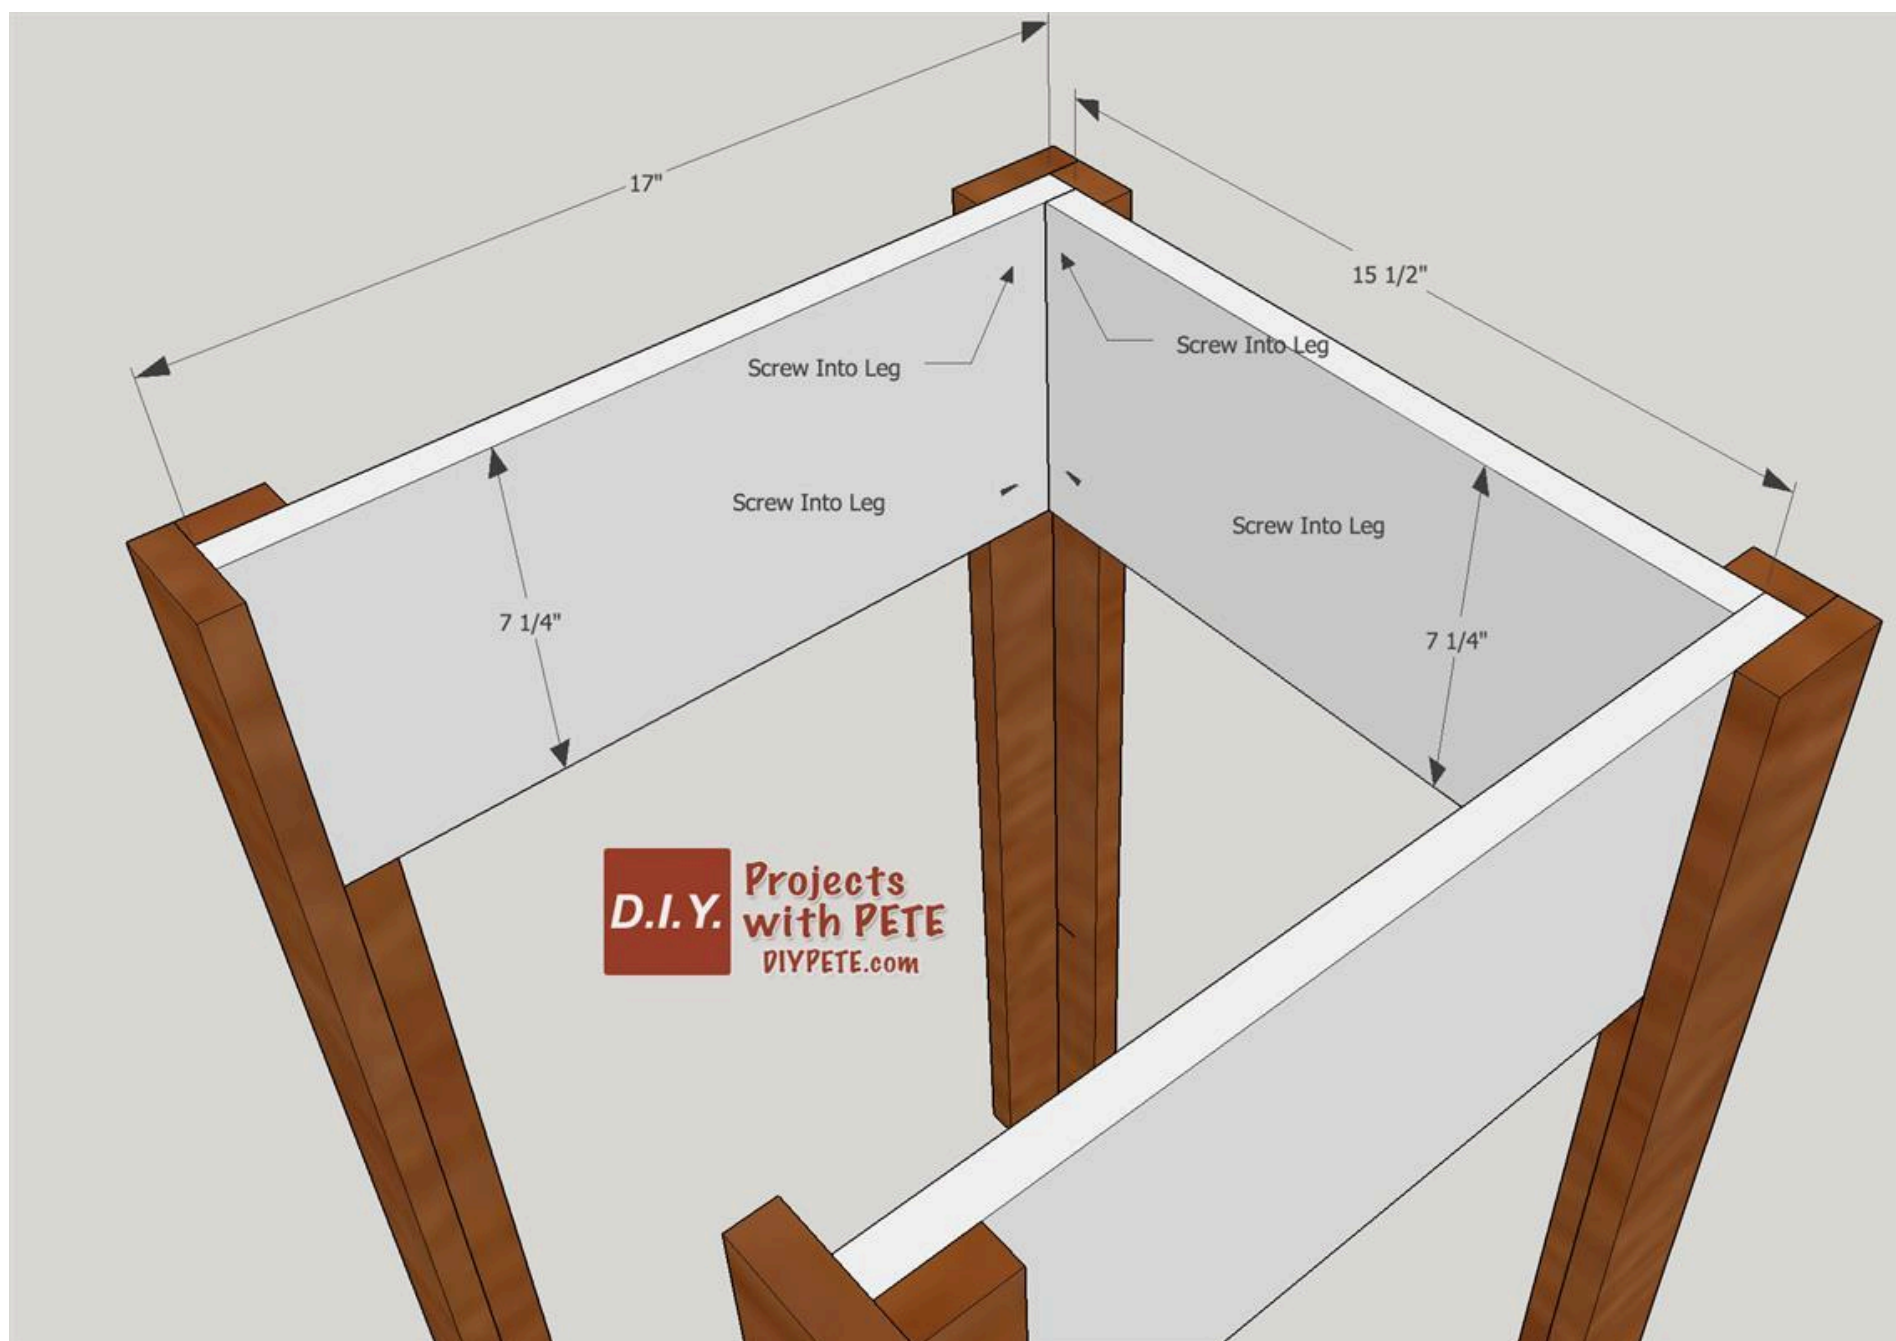 17"
15 1/2"
Screw Into Leg
Screw Into Leg
Screw Into Leg
Screw Into Leg
7 1/4"
7 1/4"
D.I.Y.
Projects
with PETE
DIYPETE.com